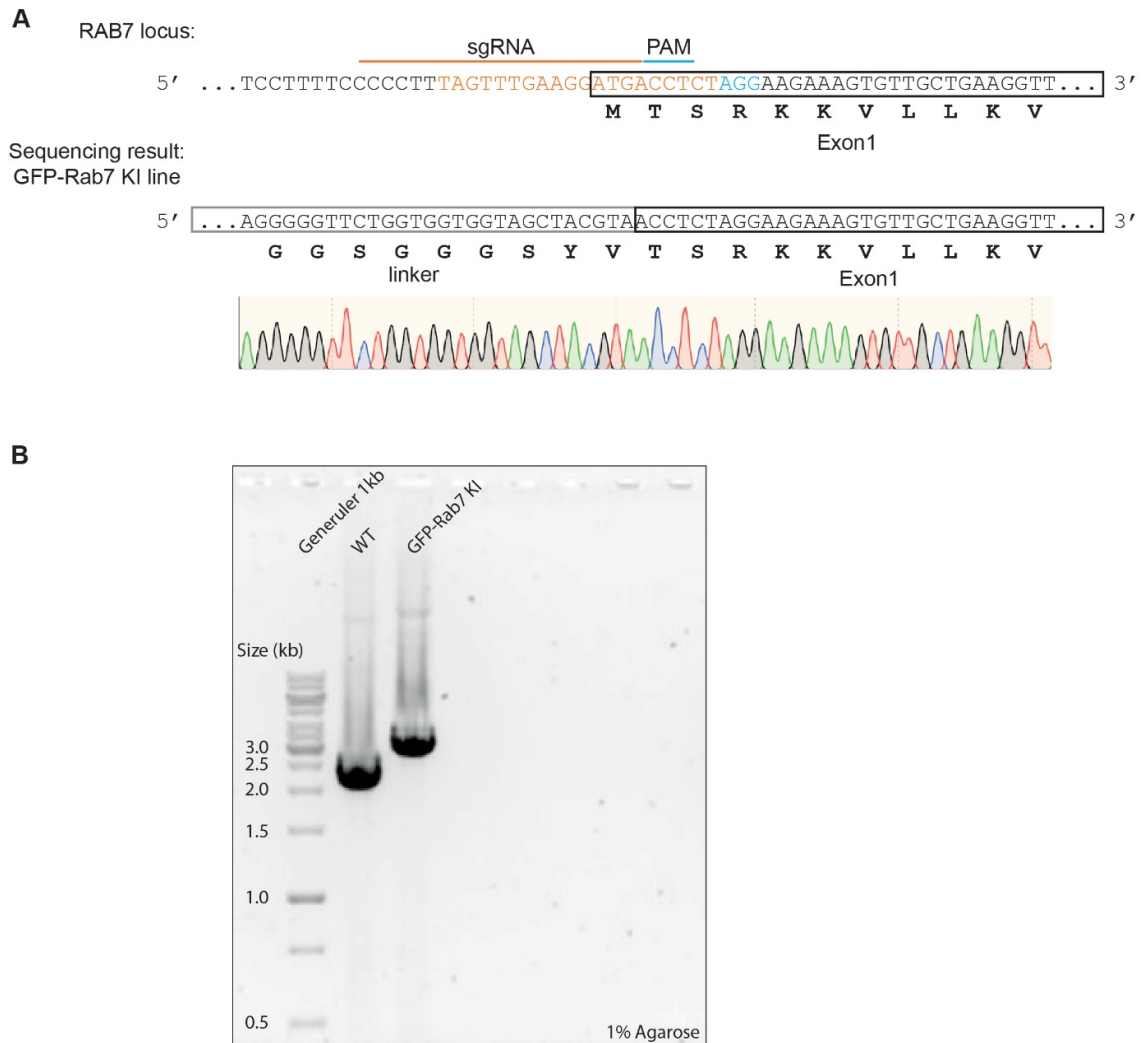 A
RAB7 locus:
sgRNA PAM
5’ ...TCCTTTTCCCCCTTTAGTTTGAAGGATGACCTCTAGGAAGAAAGTGTTGCTGAAGGTT... 3’
M T S R K K V L L K V
Exon1
Sequencing result:
GFP-Rab7 KI line
5’ ...AGGGGGTTCTGGTGGTGGTAGCTACGTAACCTCTAGGAAGAAAGTGTTGCTGAAGGTT... 3’
G G S G G G S Y V T S R K K V L L K V
linker Exon1
B
Generuler 1kb
WT
GFP-Rab7 KI
Size (kb)
3.0
2.5
2.0
1.5
1.0
0.5
1% Agarose